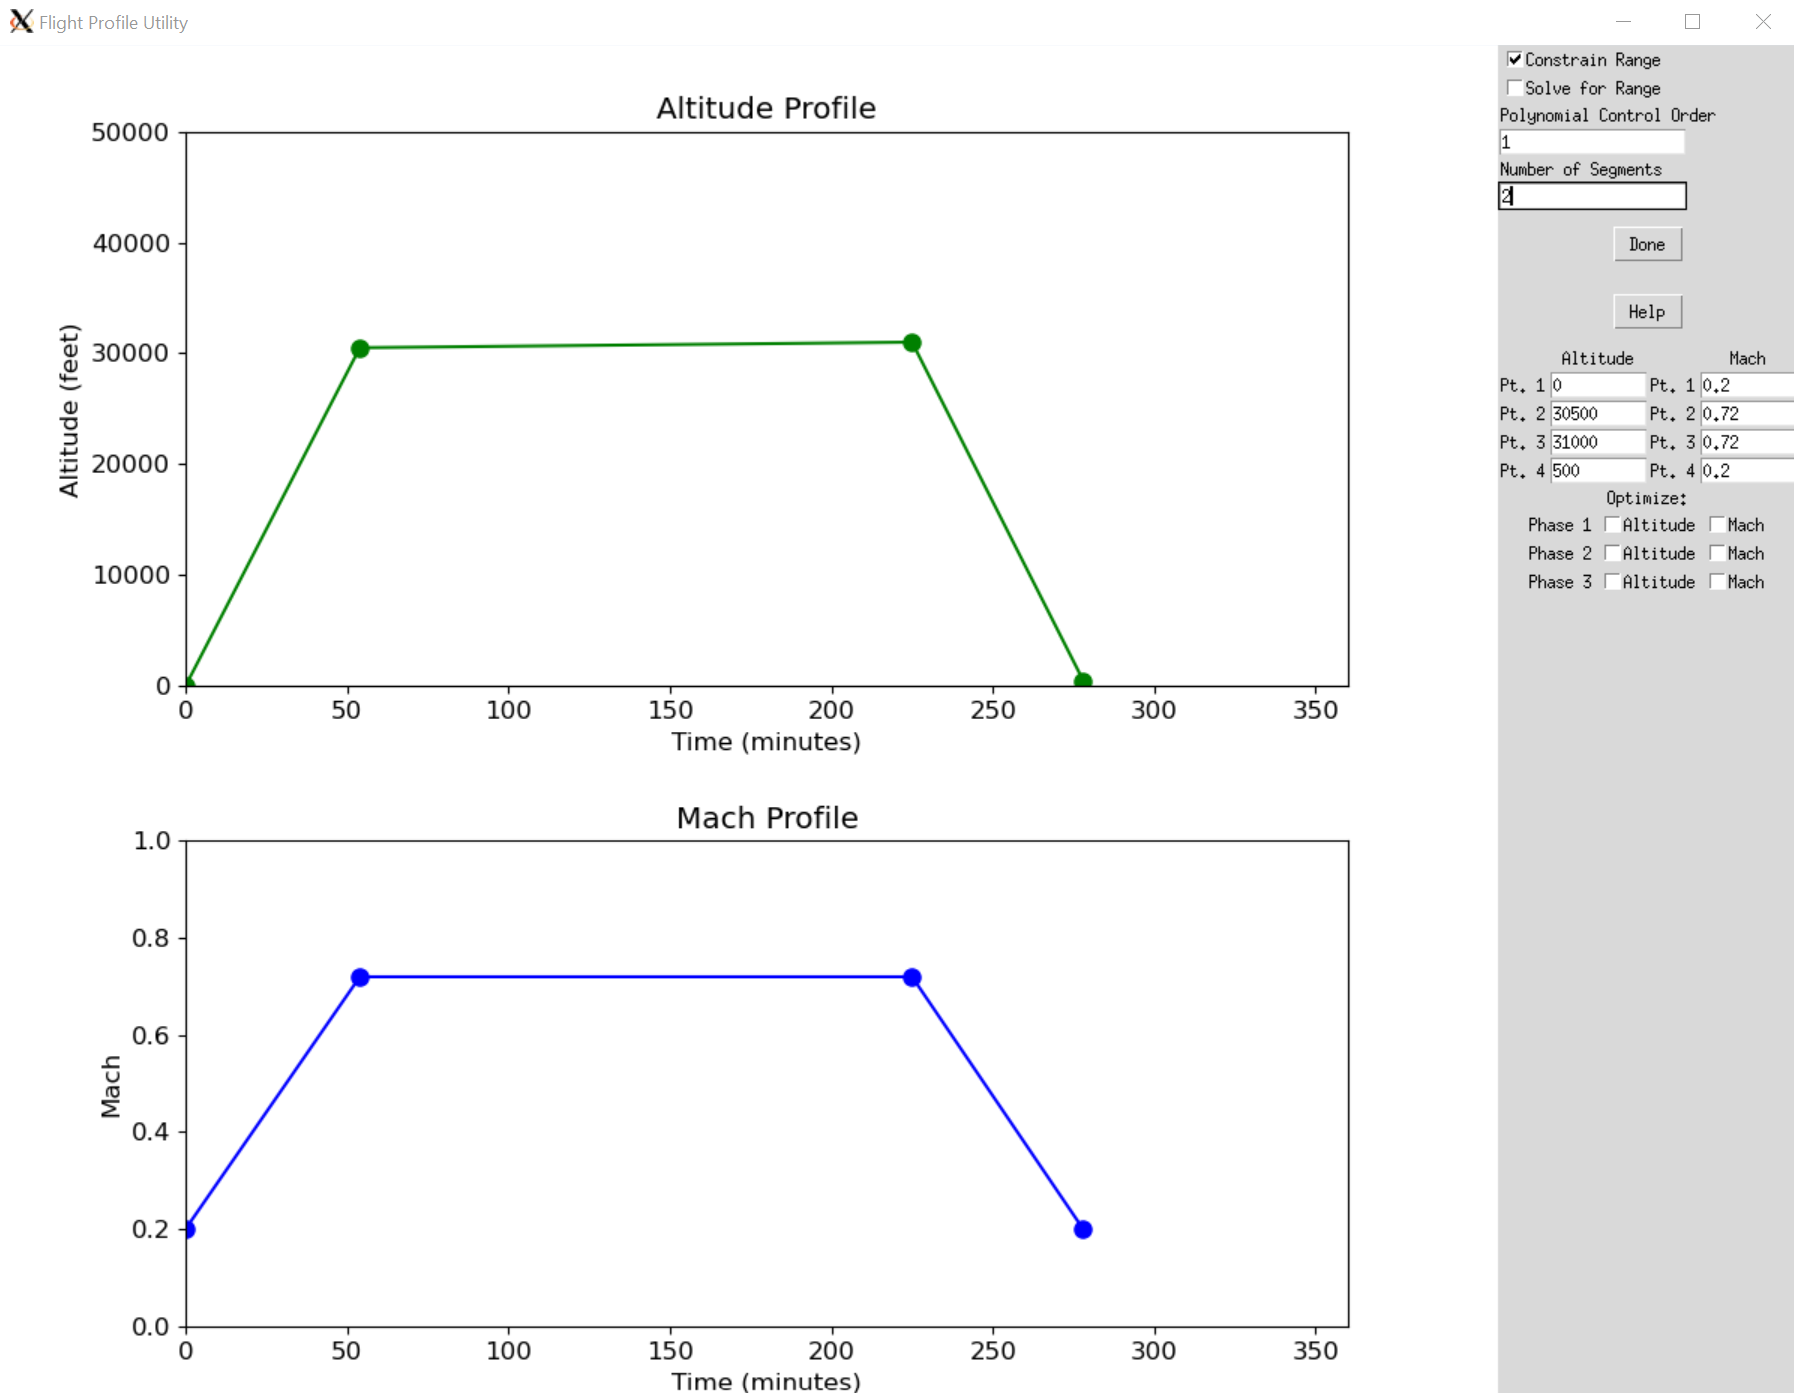 Flight Profile Utility
Altitude Profile
50000
40000
30000
20000
10000
0
Altitude (feet)
0 50 100 150 200 250 300 350
Time (minutes)
Mach Profile
1.0
0.8
0.6
0.4
0.2
0.0
Mach
0 50 100 150 200 250 300 350
Time (minutes)
Constrain Range
Solve for Range
Polynomial Control Order
1
Number of Segments
2
Done
Help
Altitude Mach
Pt. 1 0 Pt. 1 0.2
Pt. 2 30500 Pt. 2 0.72
Pt. 3 31000 Pt. 3 0.72
Pt. 4 500 Pt. 4 0.2
Optimize:
Phase 1 Altitude Mach
Phase 2 Altitude Mach
Phase 3 Altitude Mach